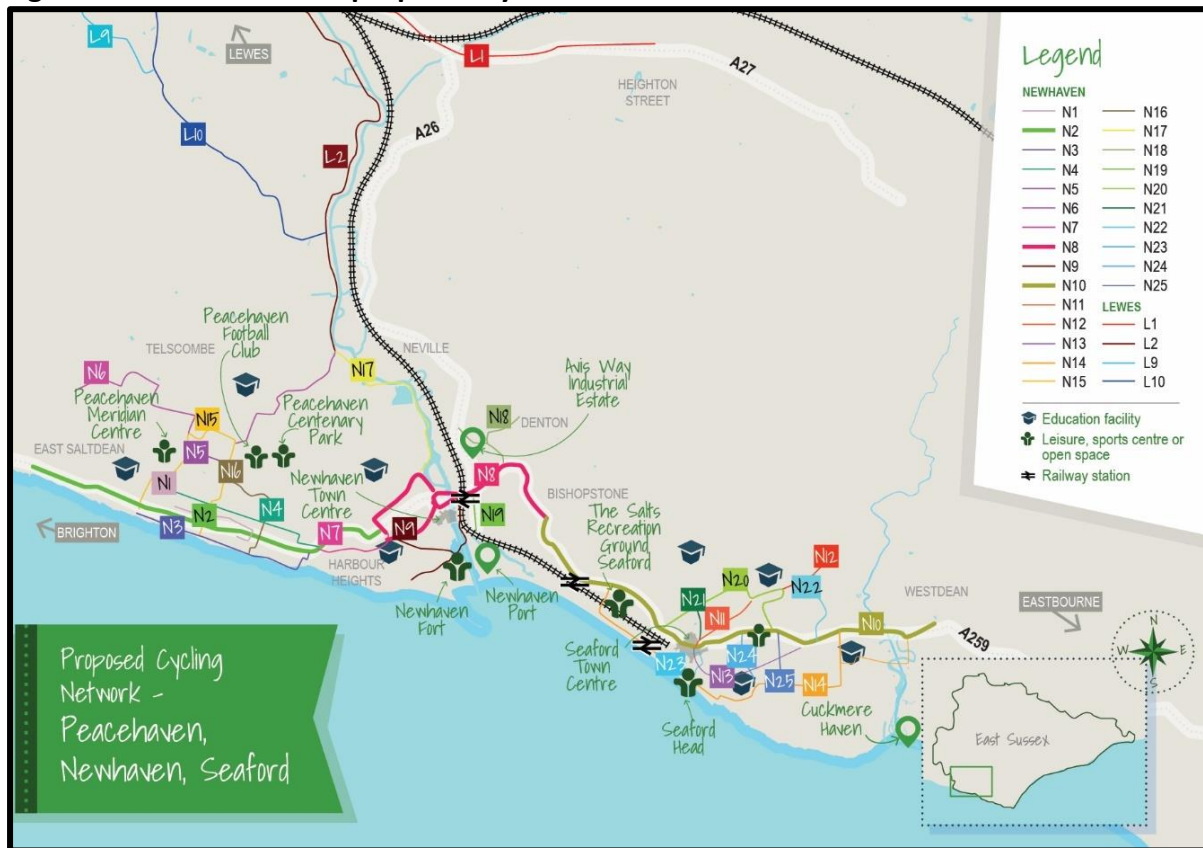 L9
LEWES
L1
A27
HEIGHTON
STREET
A26
L10
L2
Legend
NEWHAVEN
N1
N2
N3
N4
N5
N6
N7
N8
N9
N10
N11
N12
N13
N14
N15
N16
N17
N18
N19
N20
N21
N22
N23
N24
N25
LEWES
L1
L2
L9
L10
Education facility
Leisure, sports centre or
open space
Railway station
Peacehaven
Football
Club
TELSCOMBE
NEVILLE
N17
Avis Way
Industrial
Estate
N6
Peacehaven
Meridian
Centre
N15
Peacehaven
Centenary
Park
N18
DENTON
EAST SALTDEAN
N5
N16
N1
Newhaven
Town
Centre
N8
BISHOPSTONE
N2
N4
N3
N7
N9
N19
The Salts
Recreation
Ground
Seaford
BRIGHTON
HARBOUR
HEIGHTS
Newhaven
Fort
Newhaven
Port
N12
N20
N22
N21
N11
WESTDEAN
EASTBOURNE
N10
A259
Seaford
Town
Centre
N23
N24
N13
N25
N14
Seaford
Head
Cuckmere
Haven
N
W
E
S
East Sussex
Proposed Cycling
Network -
Peacehaven,
Newhaven, Seaford